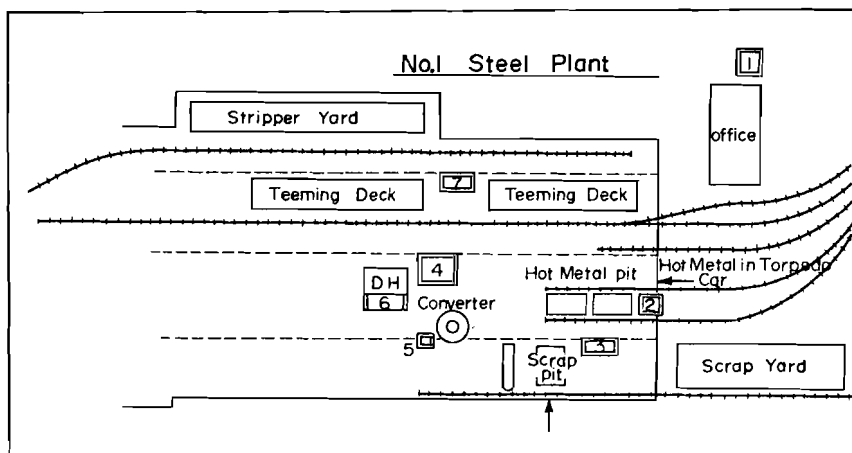 No.1 Steel Plant
1
Stripper Yard
office
7
Teeming Deck
Teeming Deck
4
Hot Metal pit
Hot Metal in Torpedo
Car
DH
6
Converter
2
5
3
Scrap
pit
Scrap Yard